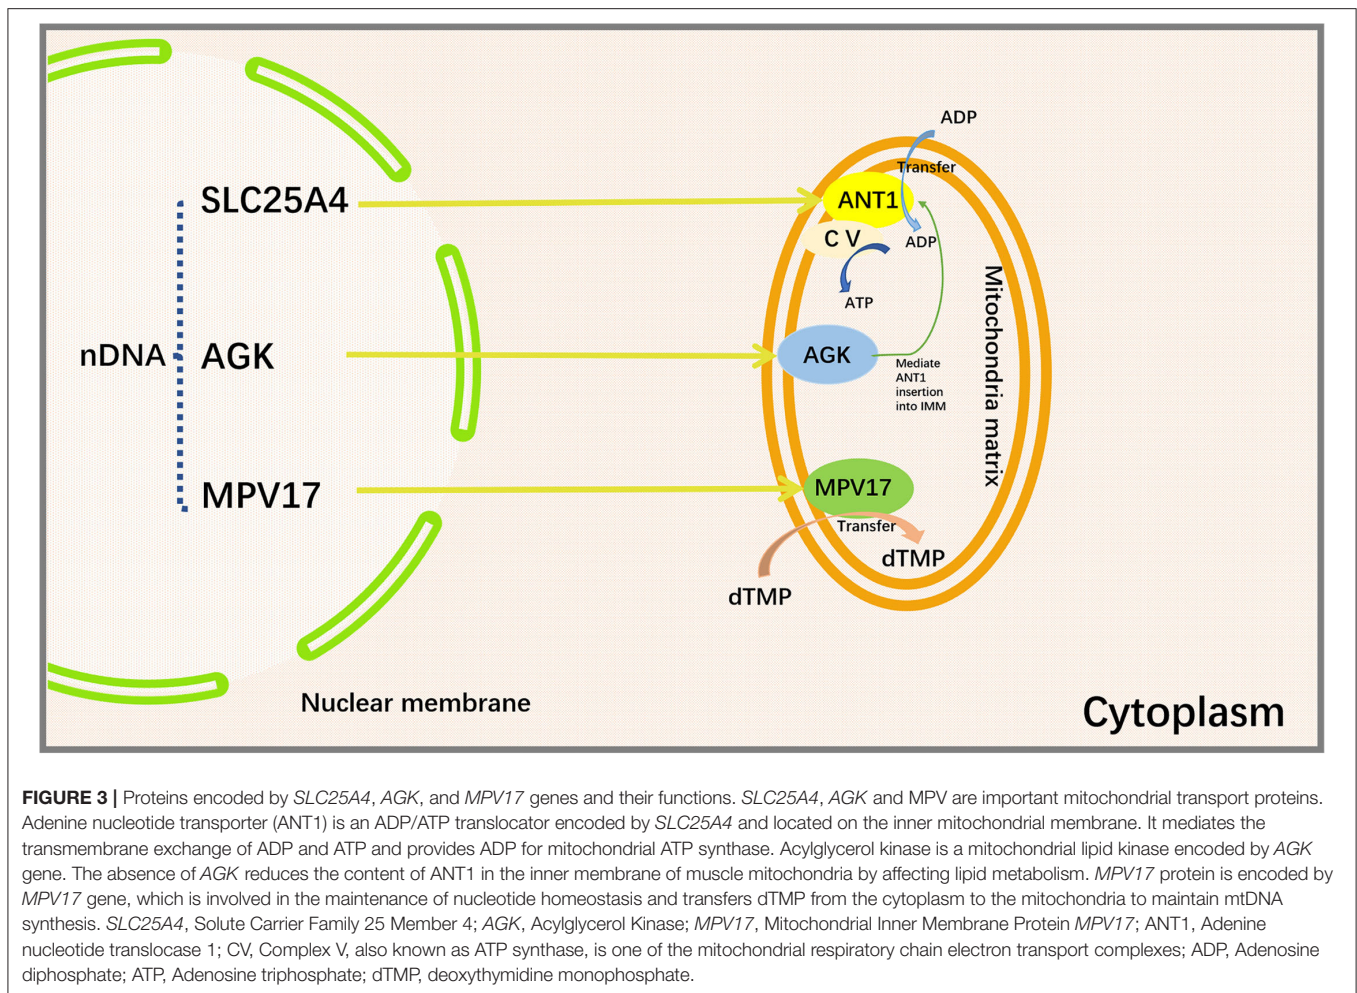 ADP
Transfer
SLC25A4
ANT1
C V
ADP
ATP
Mitochondria matrix
nDNA
AGK
AGK
Mediate
ANT1
insertion
into IMM
MPV17
MPV17
Transfer
dTMP
dTMP
Nuclear membrane
Cytoplasm
FIGURE 3 | Proteins encoded by SLC25A4, AGK, and MPV17 genes and their functions. SLC25A4, AGK and MPV are important mitochondrial transport proteins.
Adenine nucleotide transporter (ANT1) is an ADP/ATP translocator encoded by SLC25A4 and located on the inner mitochondrial membrane. It mediates the
transmembrane exchange of ADP and ATP and provides ADP for mitochondrial ATP synthase. Acylglycerol kinase is a mitochondrial lipid kinase encoded by AGK
gene. The absence of AGK reduces the content of ANT1 in the inner membrane of muscle mitochondria by affecting lipid metabolism. MPV17 protein is encoded by
MPV17 gene, which is involved in the maintenance of nucleotide homeostasis and transfers dTMP from the cytoplasm to the mitochondria to maintain mtDNA
synthesis. SLC25A4, Solute Carrier Family 25 Member 4; AGK, Acylglycerol Kinase; MPV17, Mitochondrial Inner Membrane Protein MPV17; ANT1, Adenine
nucleotide translocase 1; CV, Complex V, also known as ATP synthase, is one of the mitochondrial respiratory chain electron transport complexes; ADP, Adenosine
diphosphate; ATP, Adenosine triphosphate; dTMP, deoxythymidine monophosphate.